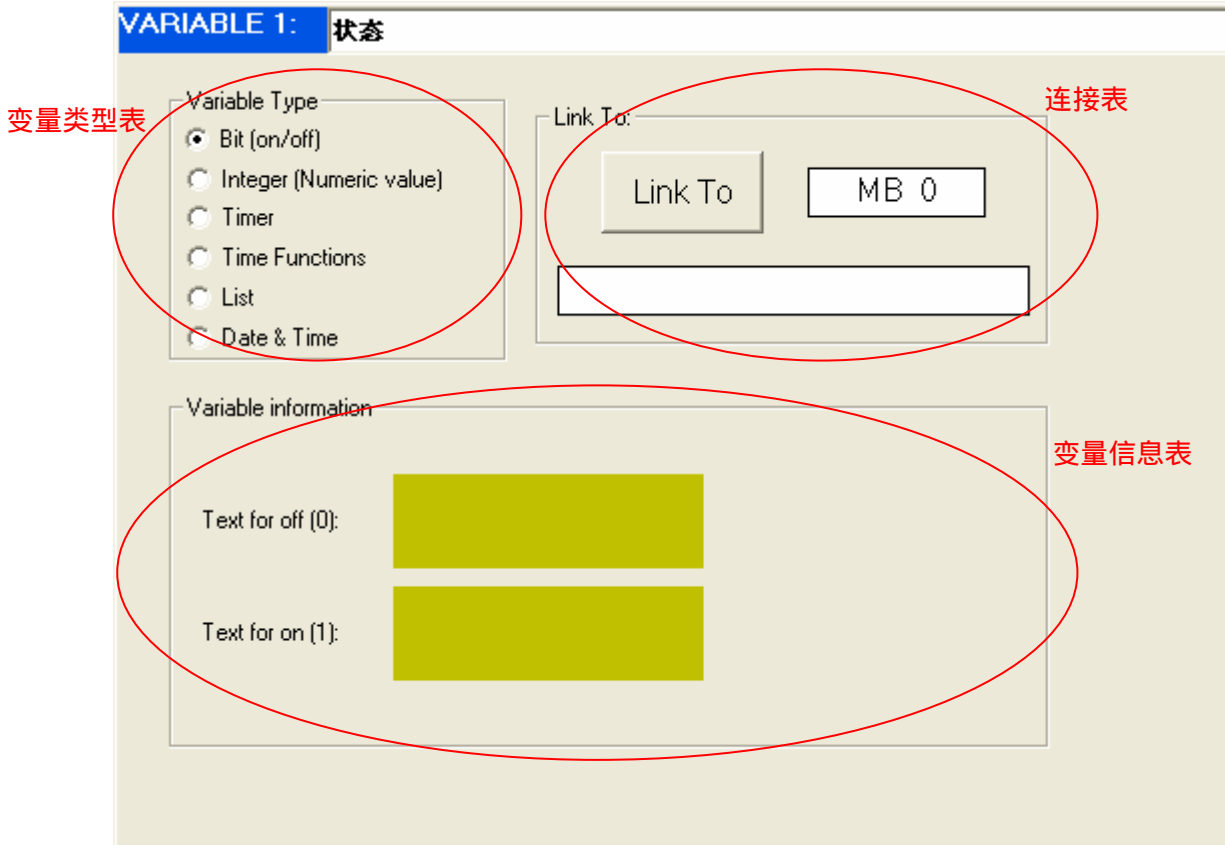 VARIABLE 1:
状态
变量类型表
Variable Type
Bit (on/off)
Integer (Numeric value)
Timer
Time Functions
List
Date & Time
连接表
Link To:
Link To
MB 0
变量信息表
Variable information
Text for off (0):
Text for on (1):